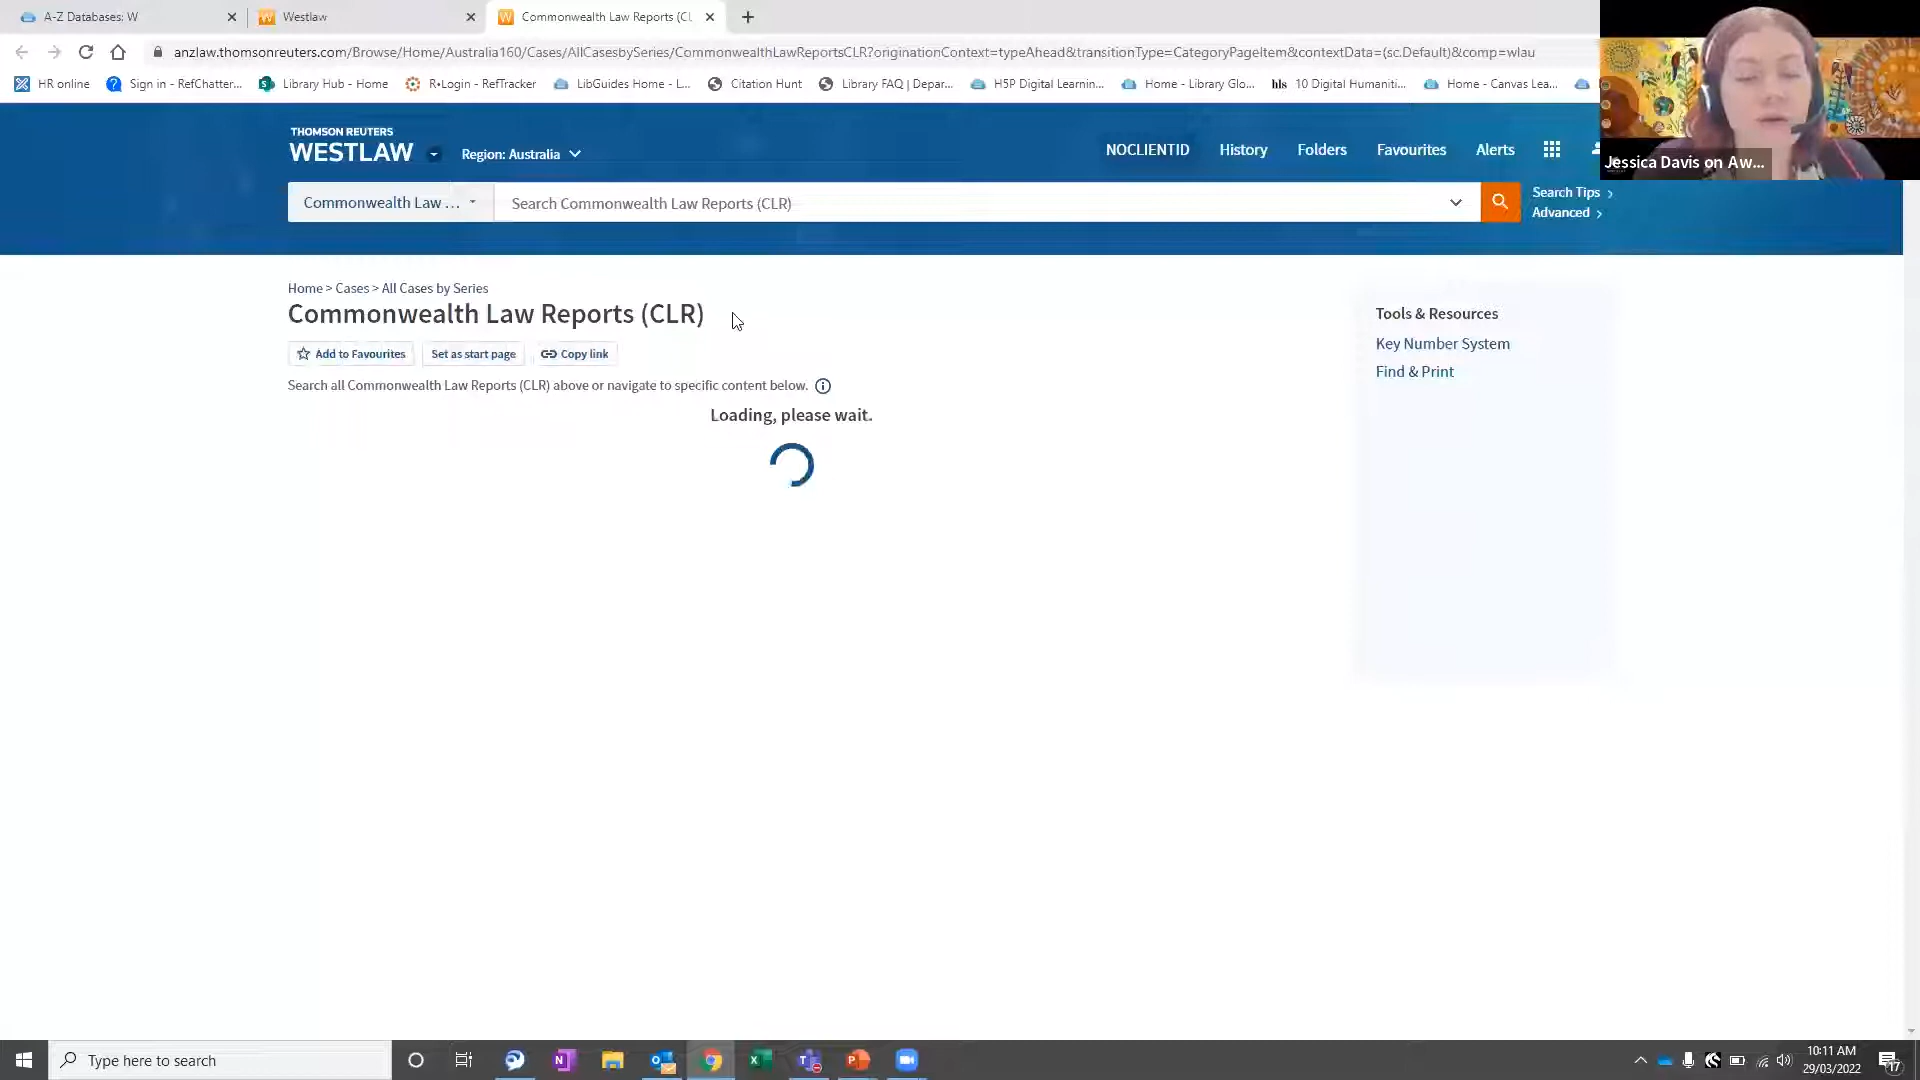 A-Z Databases: W
Westlaw
Commonwealth Law Reports (CL
anzlaw.thomsonreuters.com/Browse/Home/Australia160/Cases/AllCasesbySeries/CommonwealthLawReportsCLR?originationContext=typeAhead&transitionType=CategoryPageItem&contextData=(sc.Default)&comp=wlau
HR online
Sign in - RefChatter...
Library Hub - Home
R•Login - RefTracker
LibGuides Home - L...
Citation Hunt
Library FAQ | Depar...
H5P Digital Learnin...
Home - Library Glo...
hls 10 Digital Humaniti...
Home - Canvas Lea...
Jessica Davis on Aw...
THOMSON REUTERS
WESTLAW
Region: Australia
NOCLIENTID
History
Folders
Favourites
Alerts
Commonwealth Law ...
Search Commonwealth Law Reports (CLR)
Search Tips
Advanced
Home > Cases > All Cases by Series
Commonwealth Law Reports (CLR)
Add to Favourites
Set as start page
Copy link
Search all Commonwealth Law Reports (CLR) above or navigate to specific content below.
Loading, please wait.
Tools & Resources
Key Number System
Find & Print
Type here to search
10:11 AM
29/03/2022
17